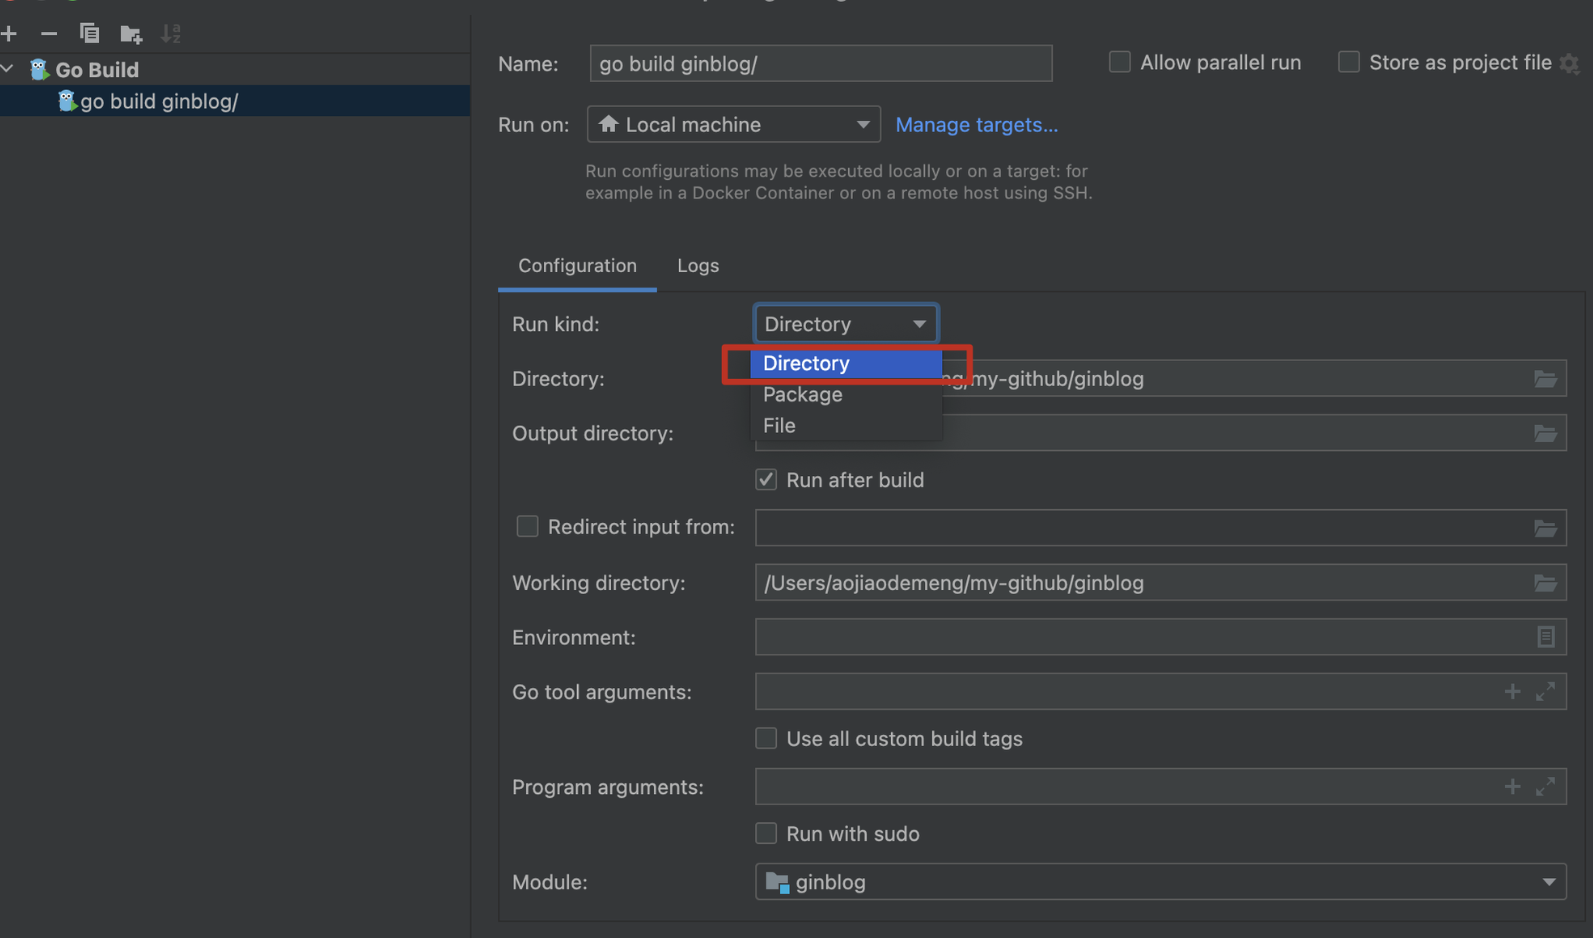 Go Build
go build ginblog/
Name: go build ginblog/
Allow parallel run
Store as project file
Run on: Local machine Manage targets...
Run configurations may be executed locally or on a target: for
example in a Docker Container or on a remote host using SSH.
Configuration Logs
Run kind: Directory
Directory
Directory: ng/my-github/ginblog
Package
File
Output directory:
Run after build
Redirect input from:
Working directory: /Users/aojiaodemeng/my-github/ginblog
Environment:
Go tool arguments:
Use all custom build tags
Program arguments:
Run with sudo
Module: ginblog